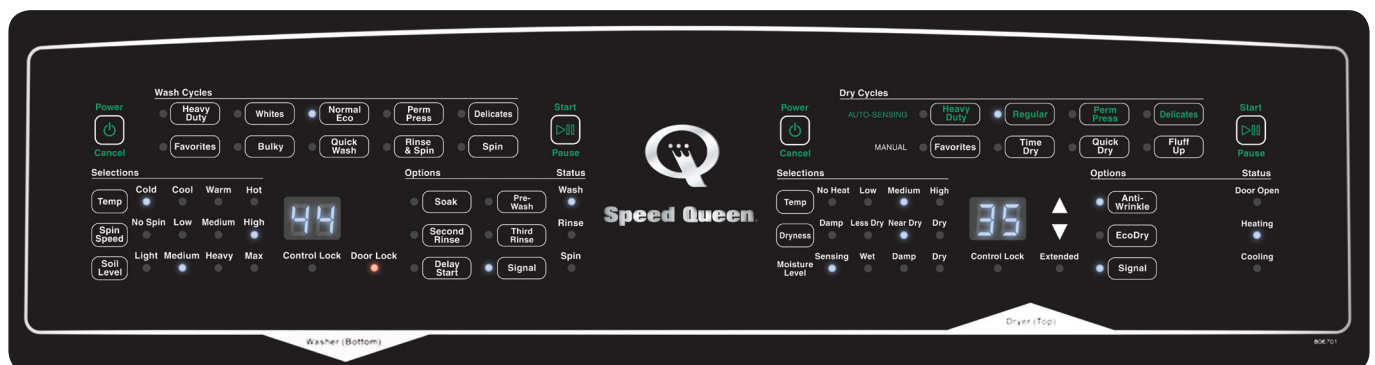 Wash Cycles
Power
Cancel
Heavy
Duty
Whites
Normal
Eco
Perm
Press
Delicates
Favorites
Bulky
Quick
Wash
Rinse
& Spin
Spin
Start
Pause
Selections
Temp
Cold Cool Warm Hot
Spin
Speed
No Spin Low Medium High
Soil
Level
Light Medium Heavy Max
44
Control Lock Door Lock
Options
Soak
Pre-
Wash
Second
Rinse
Third
Rinse
Delay
Start
Signal
Status
Wash
Rinse
Spin
Speed Queen
Dry Cycles
Power
Cancel
AUTO-SENSING
Heavy
Duty
Regular
Perm
Press
Delicates
MANUAL
Favorites
Time
Dry
Quick
Dry
Fluff
Up
Start
Pause
Selections
Temp
No Heat Low Medium High
Dryness
Damp Less Dry Near Dry Dry
Moisture
Level
Sensing Wet Damp Dry
35
Control Lock Extended
Options
Anti-
Wrinkle
EcoDry
Signal
Status
Door Open
Heating
Cooling
Washer (Bottom)
Dryer (Top)
806701